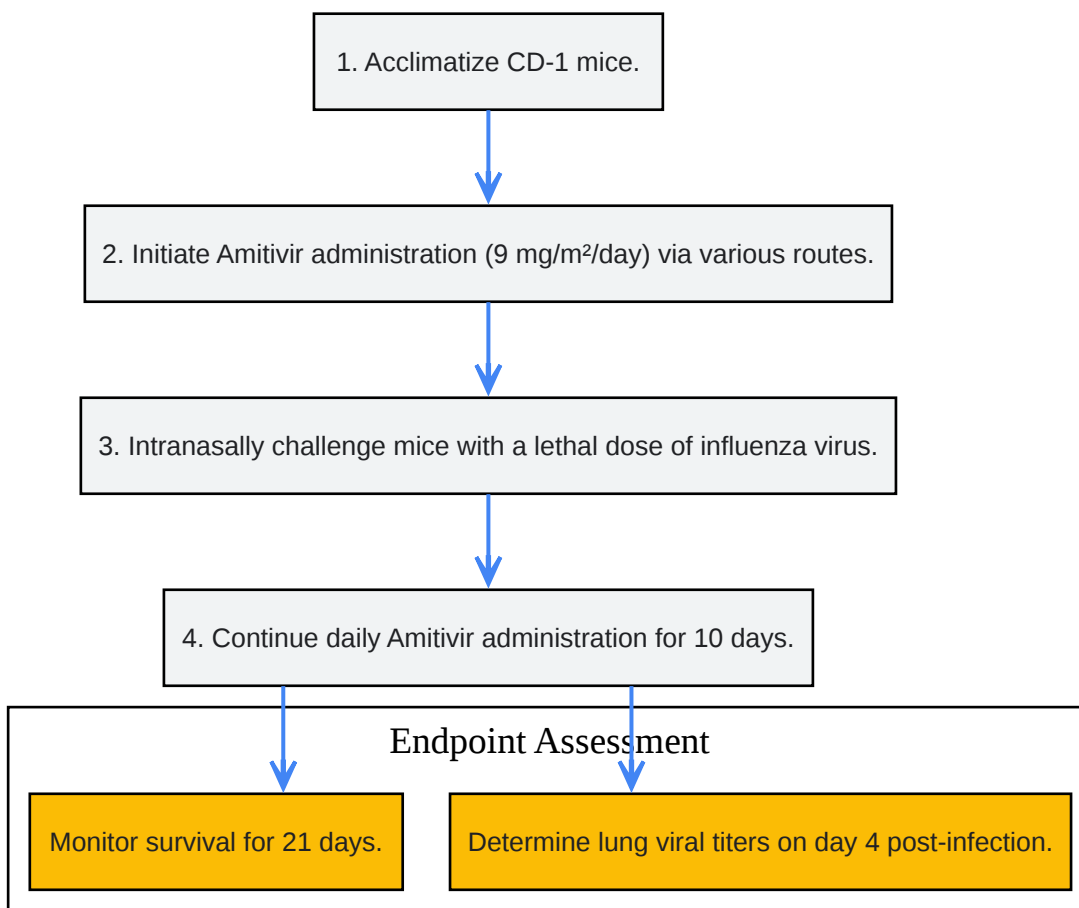 1. Acclimatize CD-1 mice.
2. Initiate Amitivir administration (9 mg/m²/day) via various routes.
3. Intranasally challenge mice with a lethal dose of influenza virus.
4. Continue daily Amitivir administration for 10 days.
Endpoint Assessment
Monitor survival for 21 days.
Determine lung viral titers on day 4 post-infection.